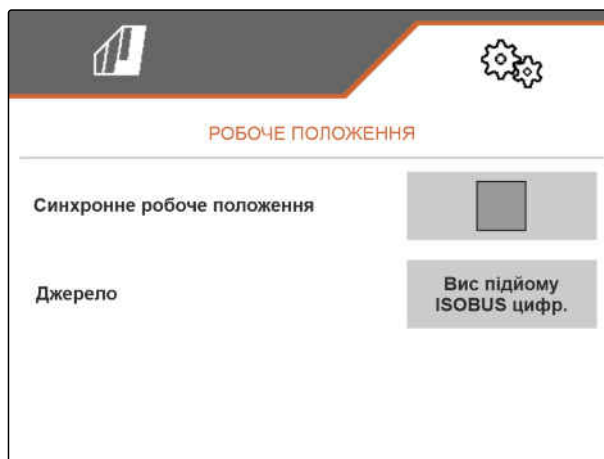 РОБОЧЕ ПОЛОЖЕННЯ
Синхронне робоче положення
Джерело
Вис підйому
ISOBUS цифр.